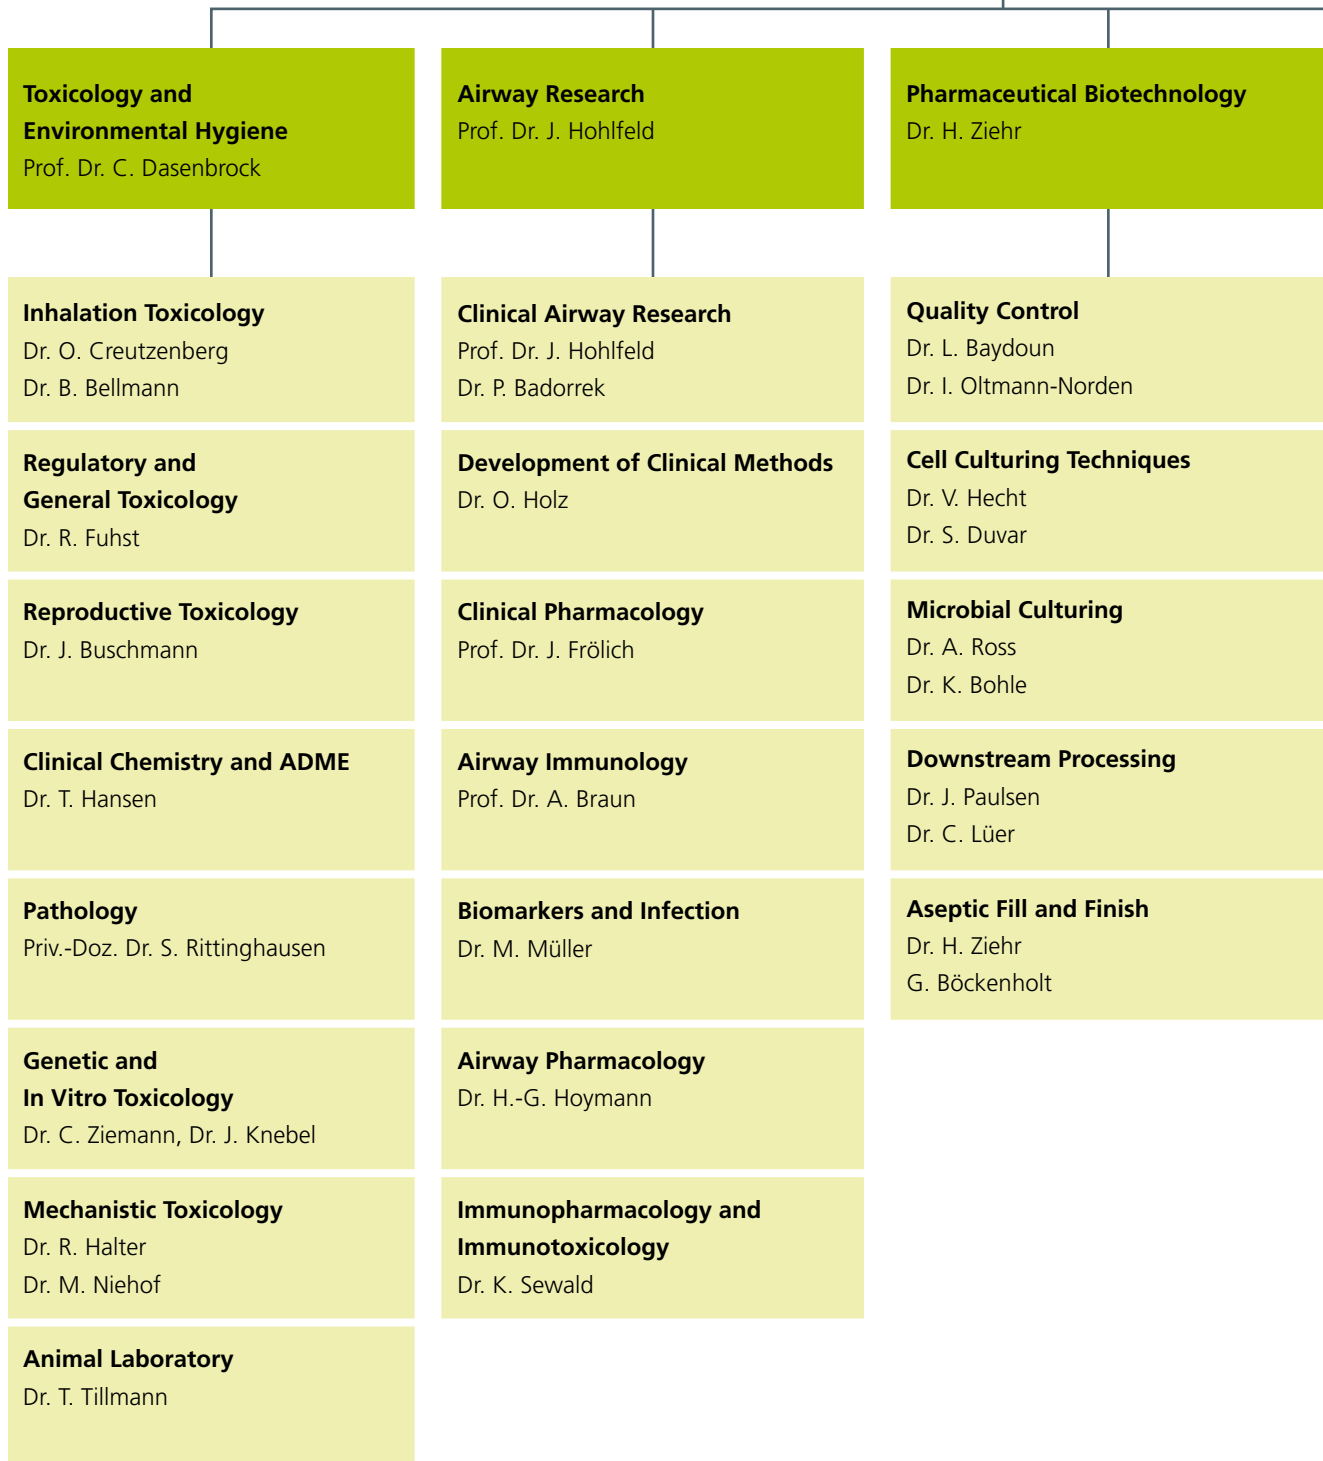 Toxicology and
Environmental Hygiene
Prof. Dr. C. Dasenbrock
Airway Research
Prof. Dr. J. Hohlfeld
Pharmaceutical Biotechnology
Dr. H. Ziehr
Inhalation Toxicology
Dr. O. Creutzenberg
Dr. B. Bellmann
Regulatory and
General Toxicology
Dr. R. Fuhst
Reproductive Toxicology
Dr. J. Buschmann
Clinical Chemistry and ADME
Dr. T. Hansen
Pathology
Priv.-Doz. Dr. S. Rittinghausen
Genetic and
In Vitro Toxicology
Dr. C. Ziemann, Dr. J. Knebel
Mechanistic Toxicology
Dr. R. Halter
Dr. M. Niehof
Animal Laboratory
Dr. T. Tillmann
Clinical Airway Research
Prof. Dr. J. Hohlfeld
Dr. P. Badorrek
Development of Clinical Methods
Dr. O. Holz
Clinical Pharmacology
Prof. Dr. J. Frölich
Airway Immunology
Prof. Dr. A. Braun
Biomarkers and Infection
Dr. M. Müller
Airway Pharmacology
Dr. H.-G. Hoymann
Immunopharmacology and
Immunotoxicology
Dr. K. Sewald
Quality Control
Dr. L. Baydoun
Dr. I. Oltmann-Norden
Cell Culturing Techniques
Dr. V. Hecht
Dr. S. Duvar
Microbial Culturing
Dr. A. Ross
Dr. K. Bohle
Downstream Processing
Dr. J. Paulsen
Dr. C. Lüer
Aseptic Fill and Finish
Dr. H. Ziehr
G. Böckenholt